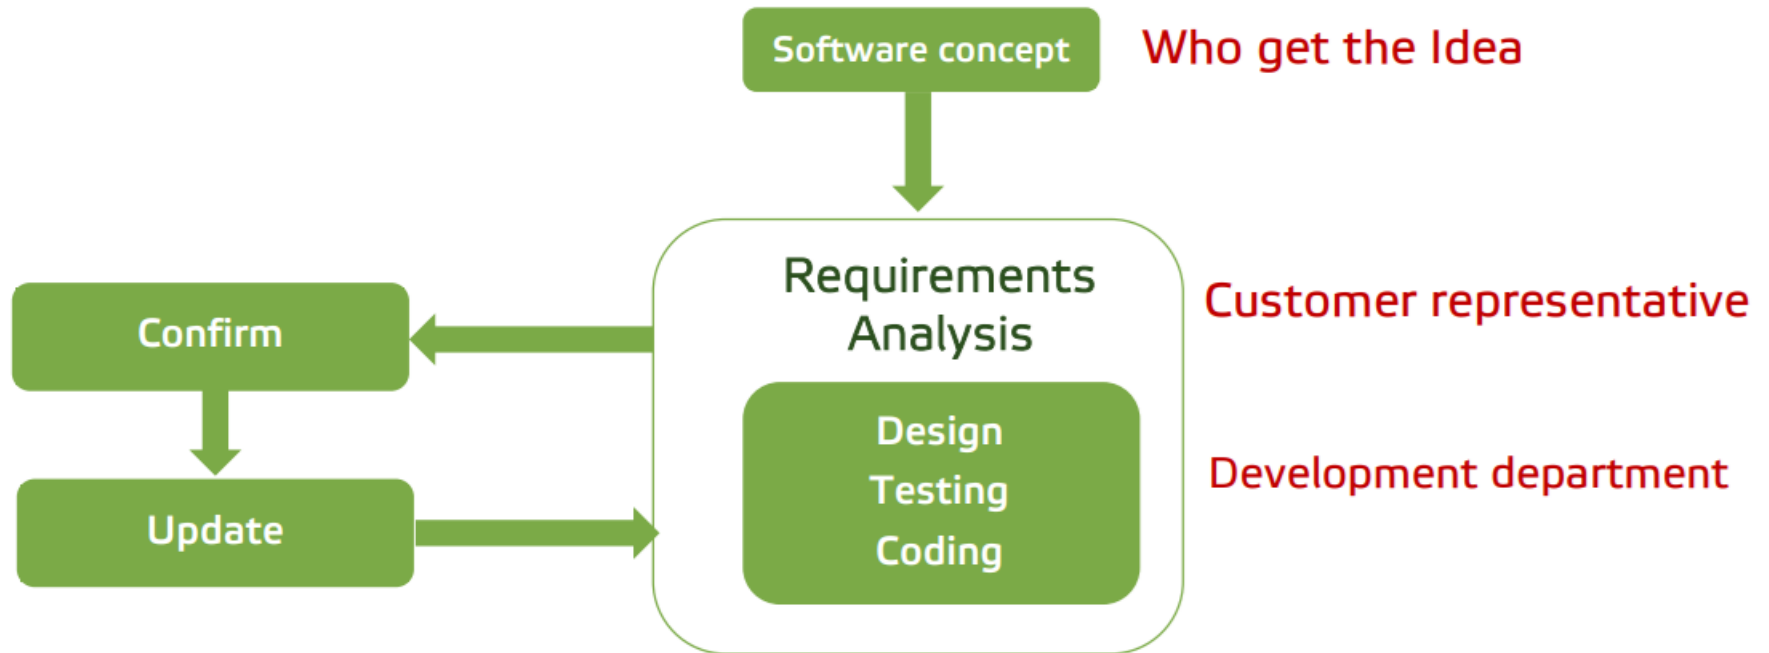 Software concept
Who get the Idea
Requirements
Analysis
Customer representative
Confirm
Design
Testing
Coding
Development department
Update